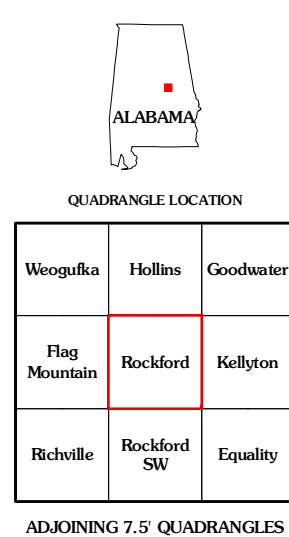 ALABAMA
QUADRANGLE LOCATION
Weogufka
Hollins
Goodwater
Flag
Mountain
Rockford
Kellyton
Richville
Rockford
SW
Equality
ADJOINING 7.5' QUADRANGLES